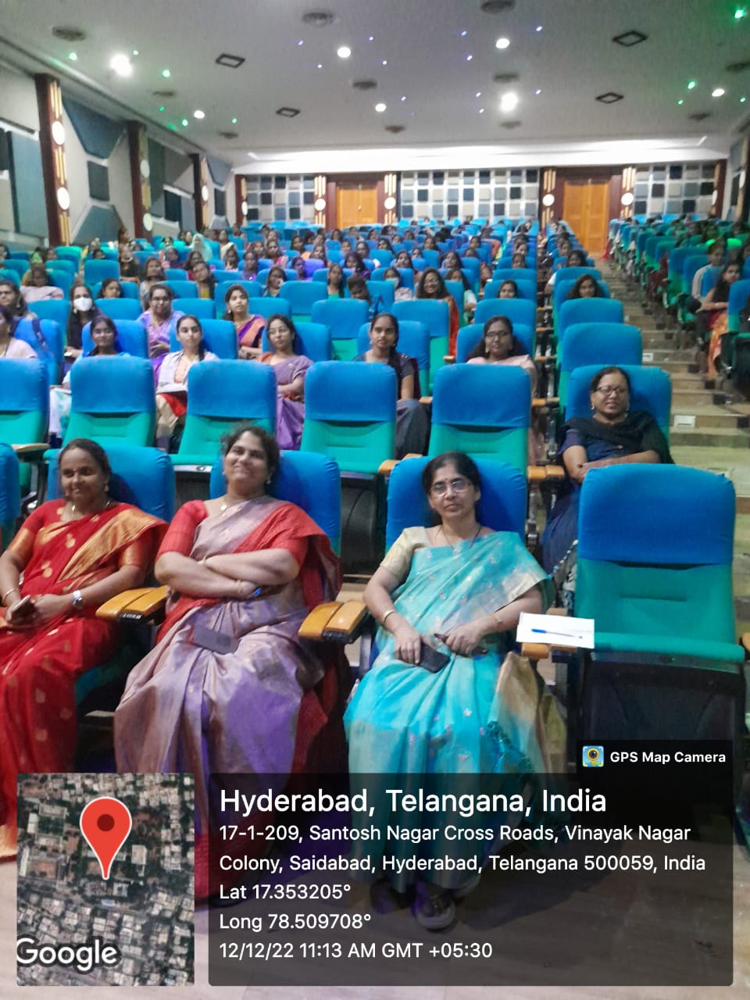 GPS Map Camera
Hyderabad, Telangana, India
17-1-209, Santosh Nagar Cross Roads, Vinayak Nagar
Colony, Saidabad, Hyderabad, Telangana 500059, India
Lat 17.353205°
Long 78.509708°
12/12/22 11:13 AM GMT +05:30
Google